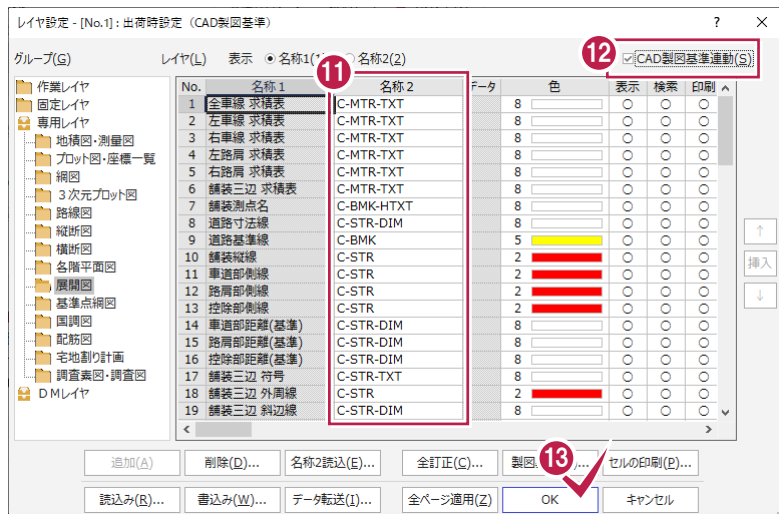 レイヤ設定 - [No.1] : 出荷時設定（CAD製図基準） ? ×
グループ(G) レイヤ(L) 表示 名称1(1) 名称2(2) 12 CAD製図基準連動(S)
11
作業レイヤ
固定レイヤ
専用レイヤ
地積図・測量図
プロット図・座標一覧
網図
３次元プロット図
路線図
縦断図
横断図
各階平面図
展開図
基準点網図
国調図
配筋図
宅地割り計画
調査素図・調査図
ＤＭレイヤ
No. 名称１ 名称２ データ 色 表示 検索 印刷
1 全車線 求積表 C-MTR-TXT 8 ○ ○ ○
2 左車線 求積表 C-MTR-TXT 8 ○ ○ ○
3 右車線 求積表 C-MTR-TXT 8 ○ ○ ○
4 左路肩 求積表 C-MTR-TXT 8 ○ ○ ○
5 右路肩 求積表 C-MTR-TXT 8 ○ ○ ○
6 舗装三辺 求積表 C-MTR-TXT 8 ○ ○ ○
7 舗装測点名 C-BMK-HTXT 8 ○ ○ ○
8 道路寸法線 C-STR-DIM 8 ○ ○ ○
9 道路基準線 C-BMK 5 ○ ○ ○
10 舗装縦線 C-STR 2 ○ ○ ○
11 車道部側線 C-STR 2 ○ ○ ○
12 路肩部側線 C-STR 2 ○ ○ ○
13 控除部側線 C-STR 2 ○ ○ ○
14 車道部距離(基準) C-STR-DIM 8 ○ ○ ○
15 路肩部距離(基準) C-STR-DIM 8 ○ ○ ○
16 控除部距離(基準) C-STR-DIM 8 ○ ○ ○
17 舗装三辺 符号 C-STR-TXT 8 ○ ○ ○
18 舗装三辺 外周線 C-STR 2 ○ ○ ○
19 舗装三辺 斜辺線 C-STR-DIM 8 ○ ○ ○
↑
挿入
↓
追加(A) 削除(D)... 名称2読込(E)... 全訂正(C)... 製図 13 ... セルの印刷(P)...
読込み(R)... 書込み(W)... データ転送(I)... 全ページ適用(Z) OK キャンセル